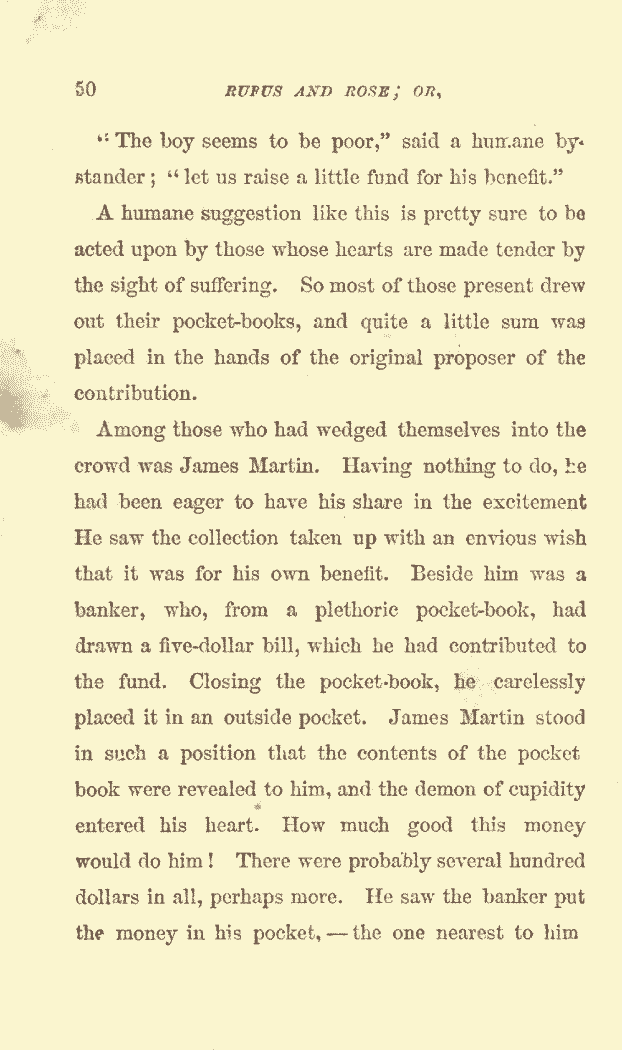 50 RUFUS AND ROSE; OR,
“ The boy seems to be poor,” said a humane by-
stander; “ let us raise a little fund for his benefit.”
A humane suggestion like this is pretty sure to be
acted upon by those whose hearts are made tender by
the sight of suffering. So most of those present drew
out their pocket-books, and quite a little sum was
placed in the hands of the original proposer of the
contribution.
Among those who had wedged themselves into the
crowd was James Martin. Having nothing to do, he
had been eager to have his share in the excitement
He saw the collection taken up with an envious wish
that it was for his own benefit. Beside him was a
banker, who, from a plethoric pocket-book, had
drawn a five-dollar bill, which he had contributed to
the fund. Closing the pocket-book, he carelessly
placed it in an outside pocket. James Martin stood
in such a position that the contents of the pocket
book were revealed to him, and the demon of cupidity
entered his heart. How much good this money
would do him! There were probably several hundred
dollars in all, perhaps more. He saw the banker put
the money in his pocket, — the one nearest to him